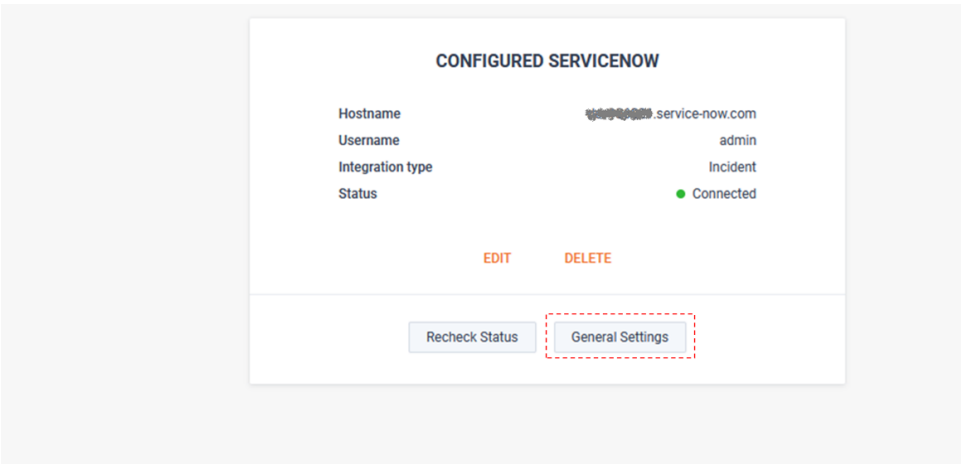 CONFIGURED SERVICENOW
Hostname .service-now.com
Username admin
Integration type Incident
Status Connected
EDIT DELETE
Recheck Status General Settings